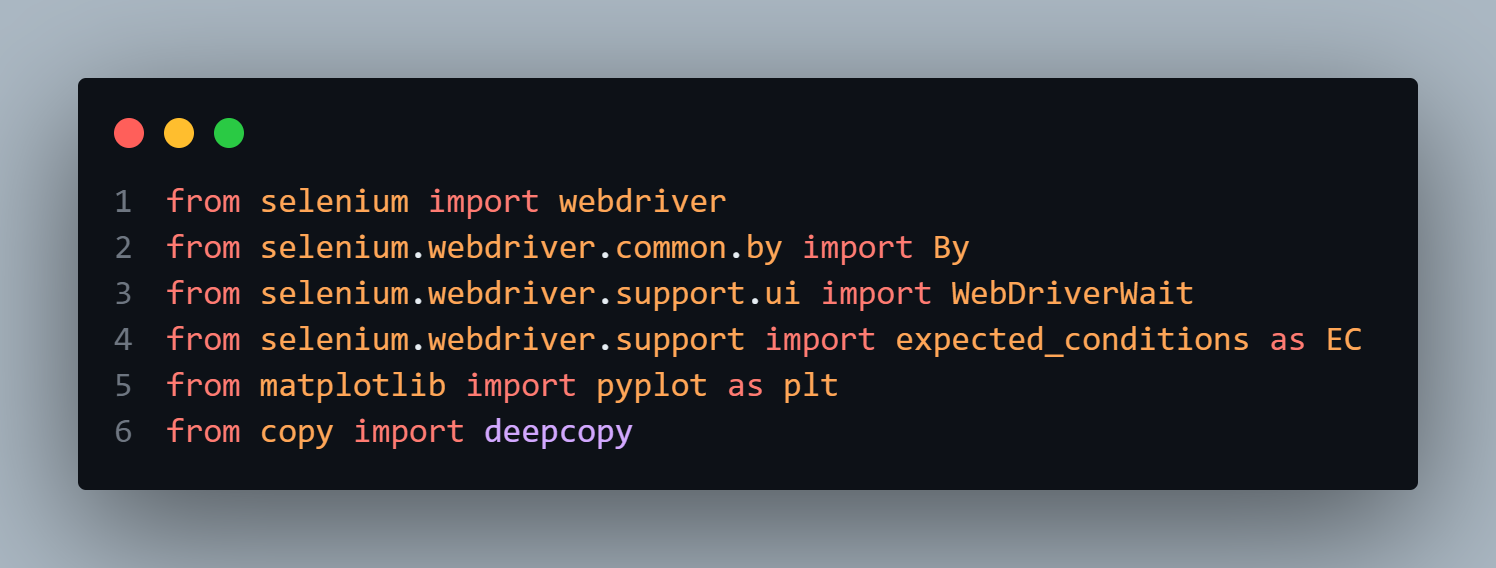 1 from selenium import webdriver
2 from selenium.webdriver.common.by import By
3 from selenium.webdriver.support.ui import WebDriverWait
4 from selenium.webdriver.support import expected_conditions as EC
5 from matplotlib import pyplot as plt
6 from copy import deepcopy